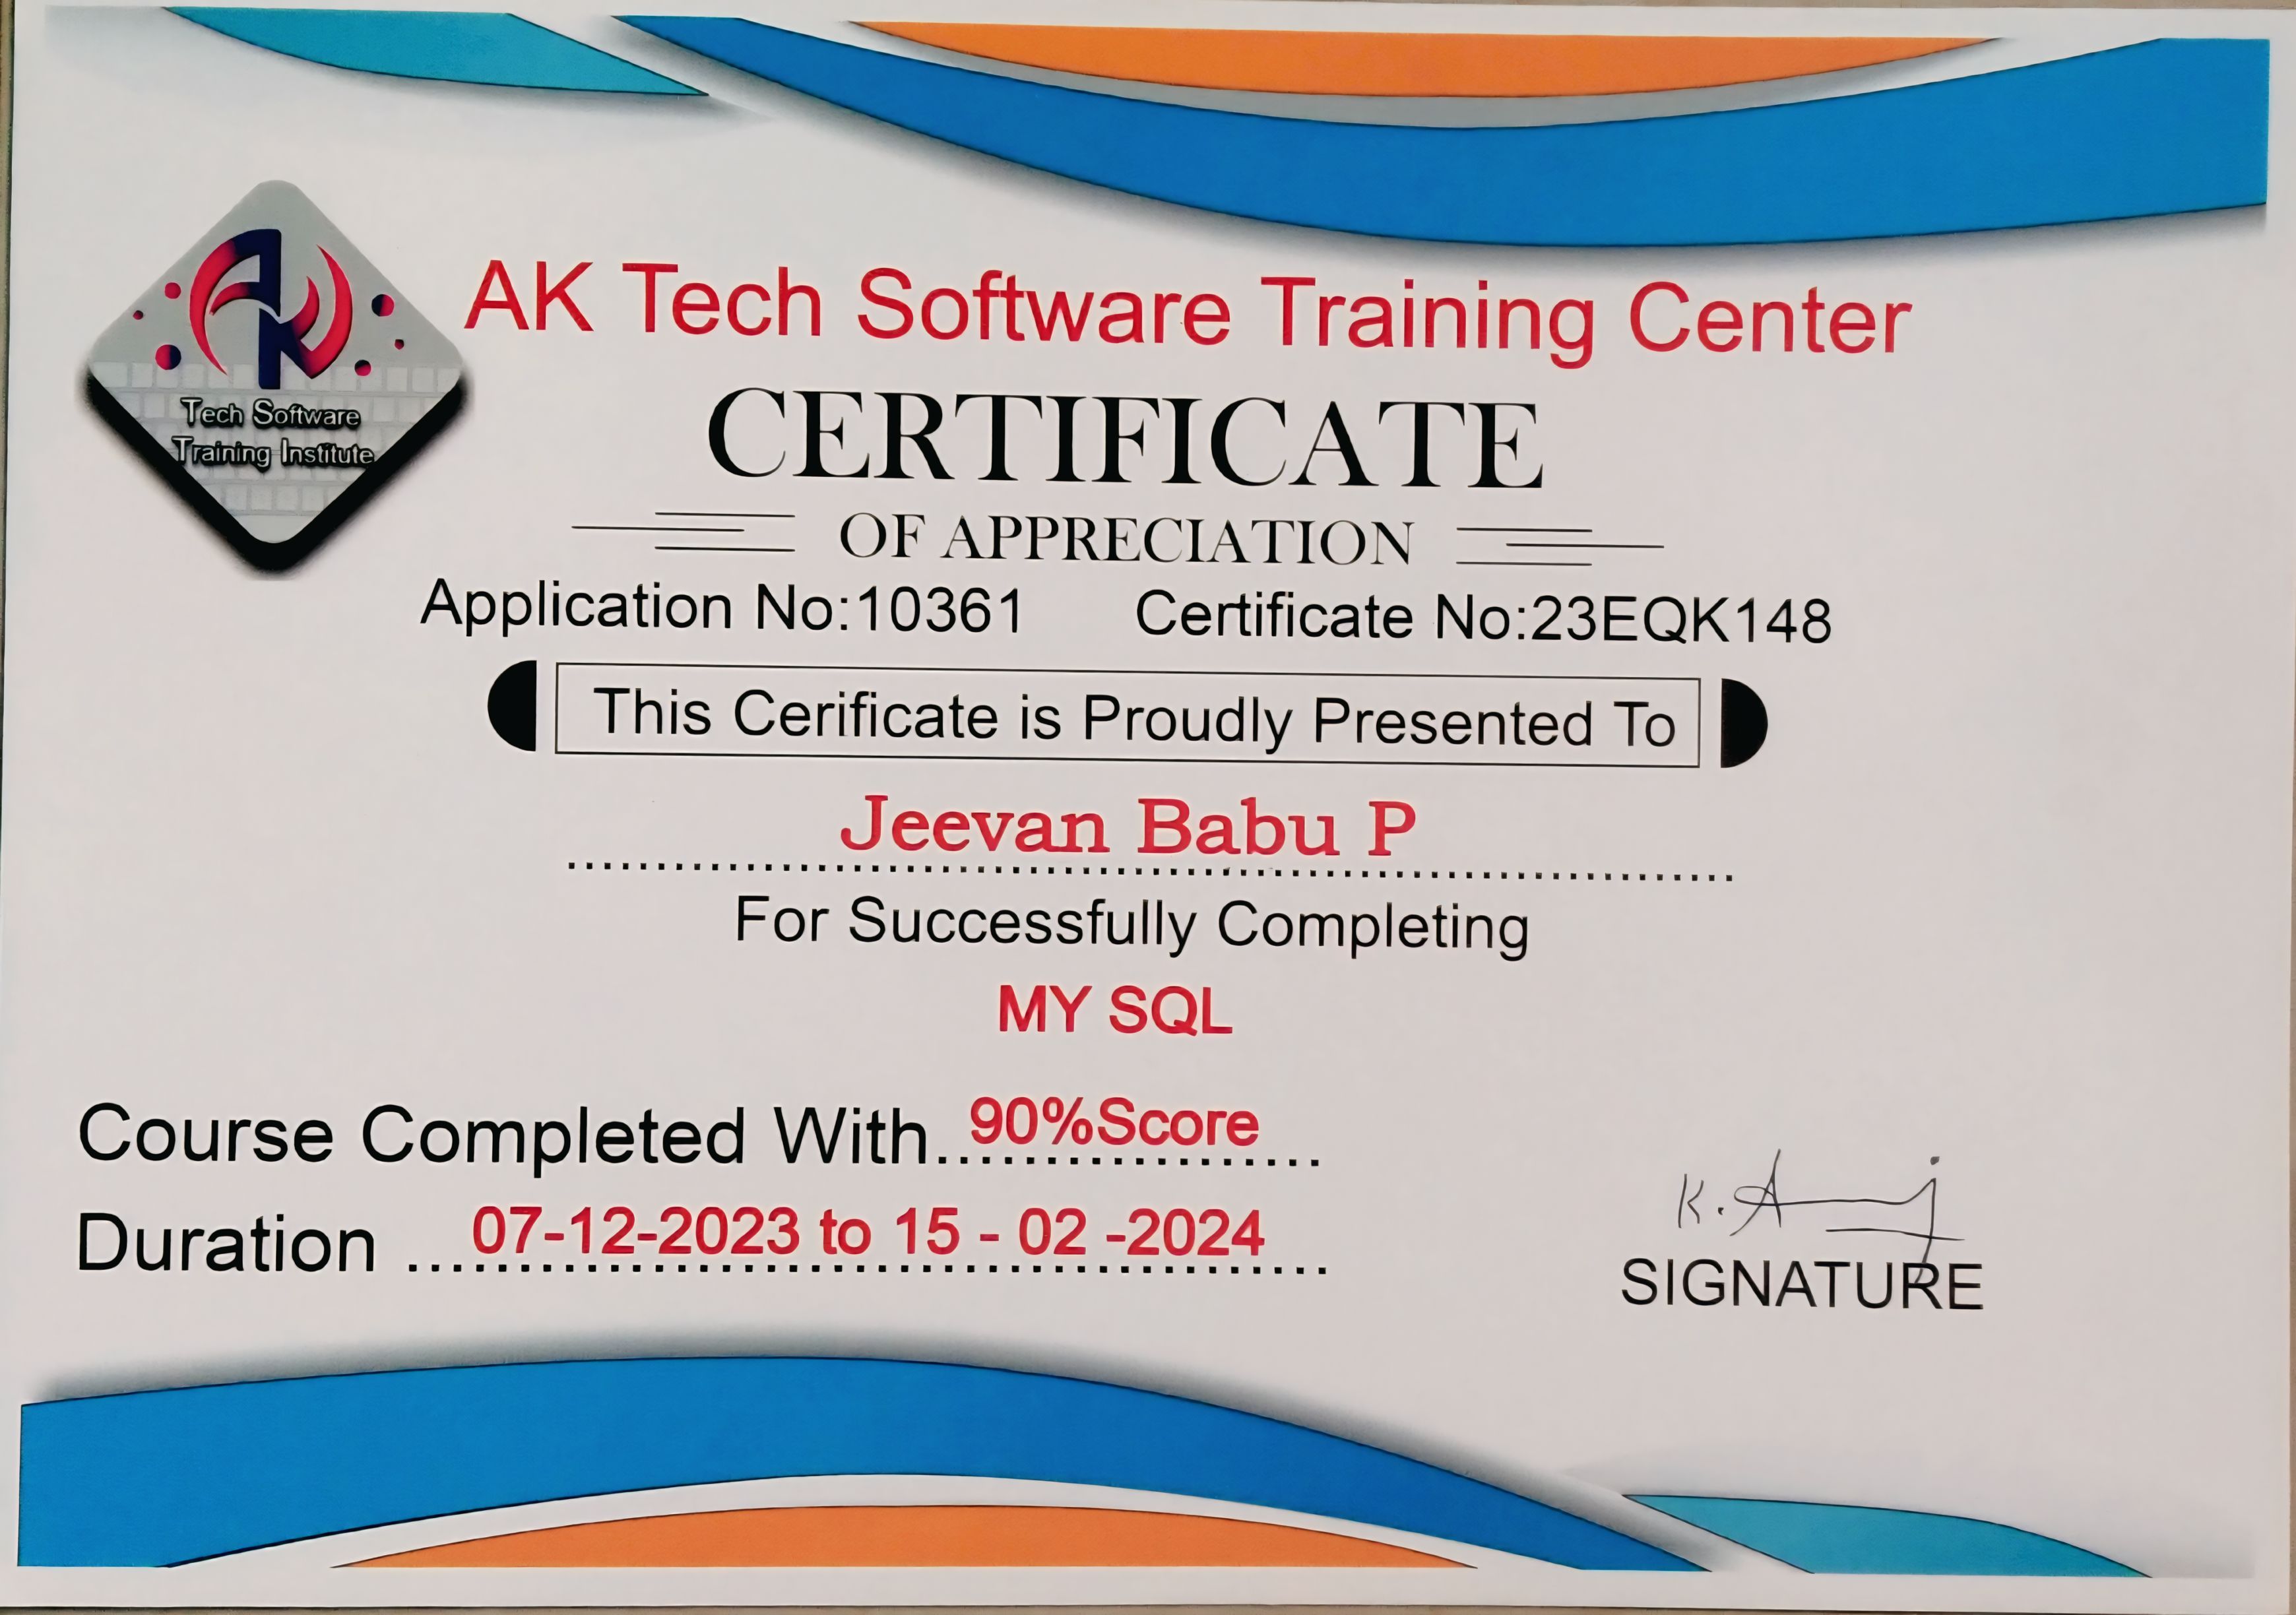 Tech Software
Training Institute
AK Tech Software Training Center
CERTIFICATE
OF APPRECIATION
Application No:10361 Certificate No:23EQK148
This Cerificate is Proudly Presented To
Jeevan Babu P
For Successfully Completing
MY SQL
Course Completed With..90%Score
Duration 07-12-2023 to 15 - 02 -2024
SIGNATURE